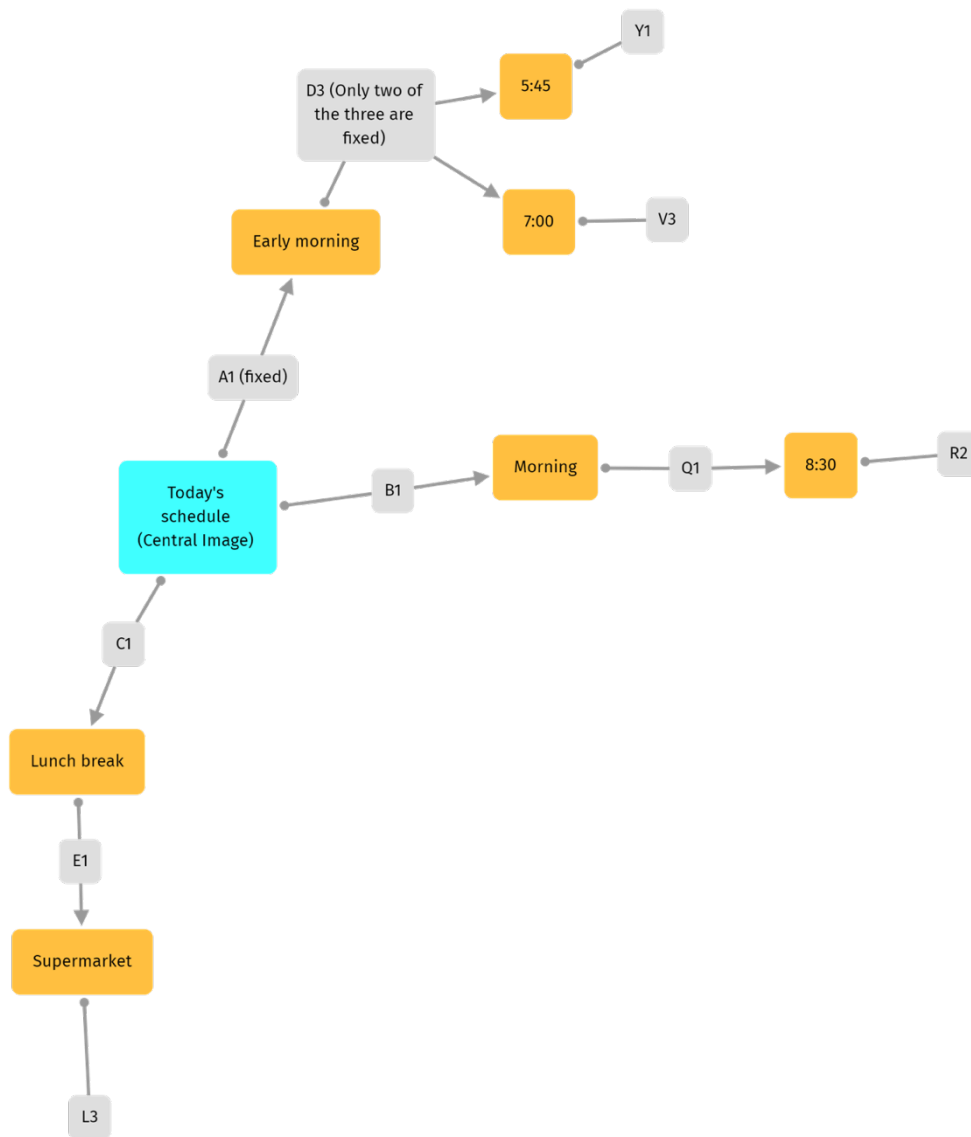 Y1
D3 (Only two of
the three are
fixed)
5:45
7:00
V3
Early morning
A1 (fixed)
Today's
schedule
(Central Image)
B1
Morning
Q1
8:30
R2
C1
Lunch break
E1
Supermarket
L3